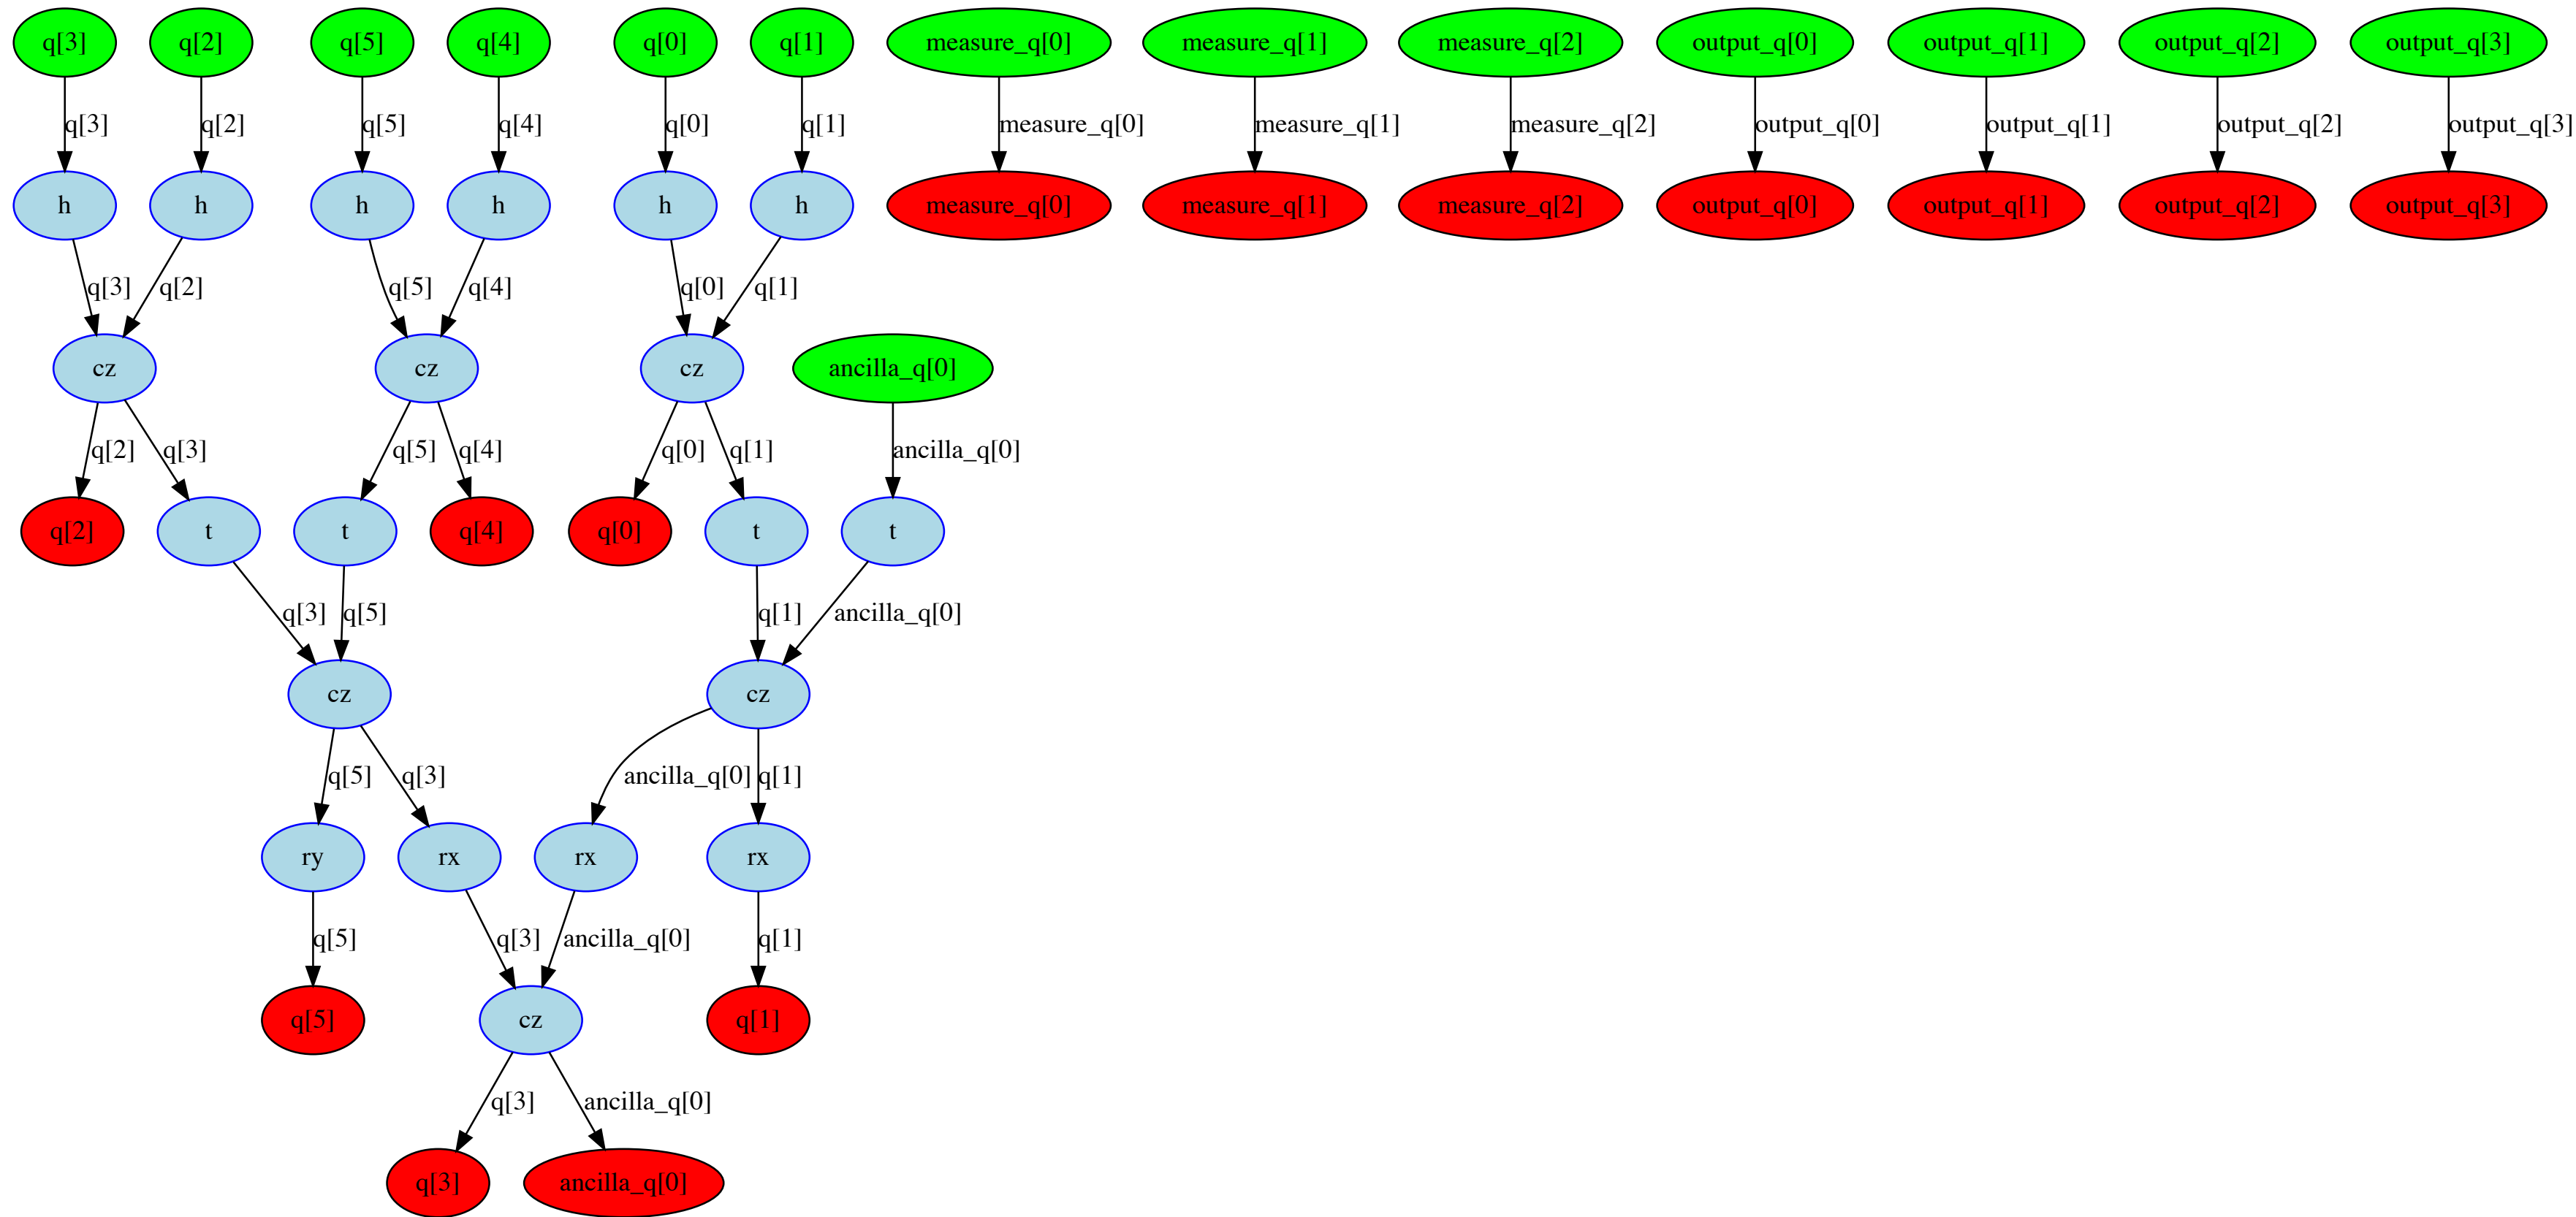 q[3] q[2] q[5] q[4] q[0] q[1] measure_q[0] measure_q[1] measure_q[2] output_q[0] output_q[1] output_q[2] output_q[3]
q[3] q[2] q[5] q[4] q[0] q[1] measure_q[0] measure_q[1] measure_q[2] output_q[0] output_q[1] output_q[2] output_q[3]
h h h h h h measure_q[0] measure_q[1] measure_q[2] output_q[0] output_q[1] output_q[2] output_q[3]
q[3] q[2] q[5] q[4] q[0] q[1]
cz cz cz ancilla_q[0]
q[2] q[3] q[5] q[4] q[0] q[1] ancilla_q[0]
q[2] t t q[4] q[0] t t
q[3] q[5] q[1] ancilla_q[0]
cz cz
q[5] q[3] ancilla_q[0] q[1]
ry rx rx rx
q[5] q[3] ancilla_q[0] q[1]
q[5] cz q[1]
q[3] ancilla_q[0]
q[3] ancilla_q[0]